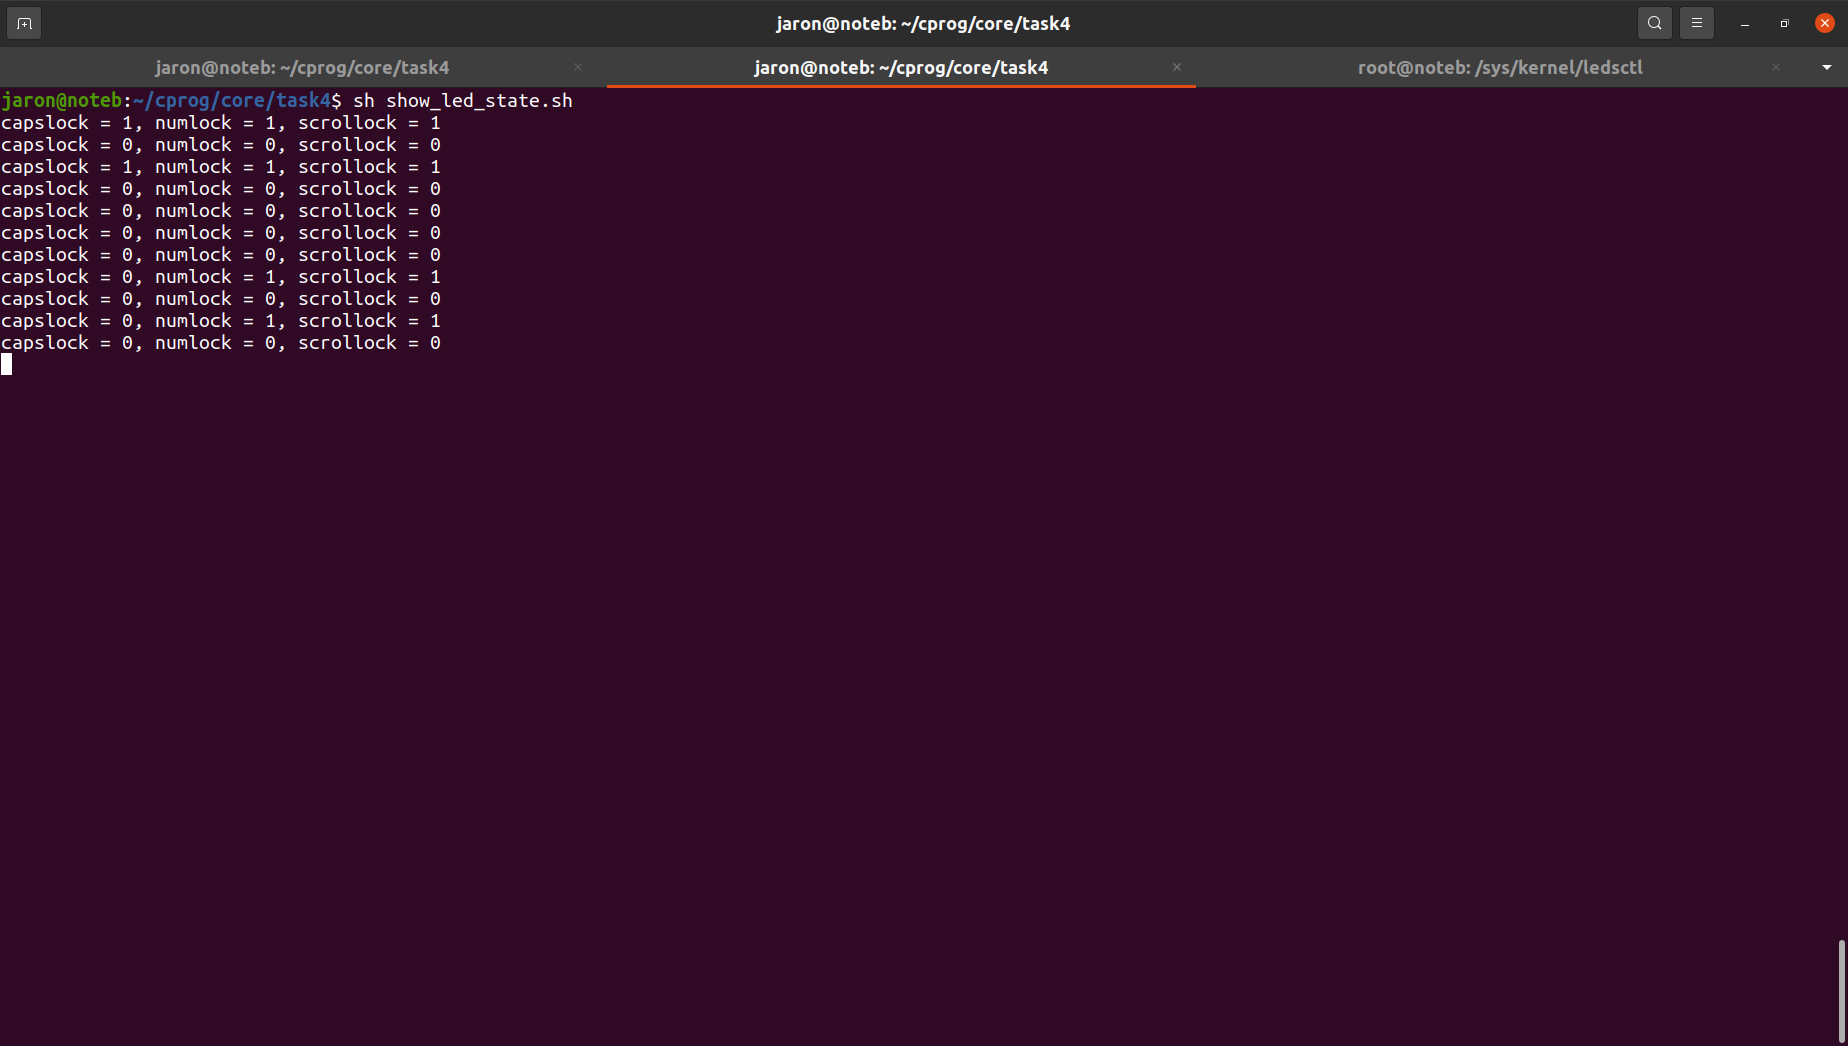 jaron@noteb: ~/cprog/core/task4
jaron@noteb: ~/cprog/core/task4
jaron@noteb: ~/cprog/core/task4
root@noteb: /sys/kernel/ledsctl
jaron@noteb:~/cprog/core/task4$ sh show_led_state.sh
capslock = 1, numlock = 1, scrollock = 1
capslock = 0, numlock = 0, scrollock = 0
capslock = 1, numlock = 1, scrollock = 1
capslock = 0, numlock = 0, scrollock = 0
capslock = 0, numlock = 0, scrollock = 0
capslock = 0, numlock = 0, scrollock = 0
capslock = 0, numlock = 0, scrollock = 0
capslock = 0, numlock = 1, scrollock = 1
capslock = 0, numlock = 0, scrollock = 0
capslock = 0, numlock = 1, scrollock = 1
capslock = 0, numlock = 0, scrollock = 0